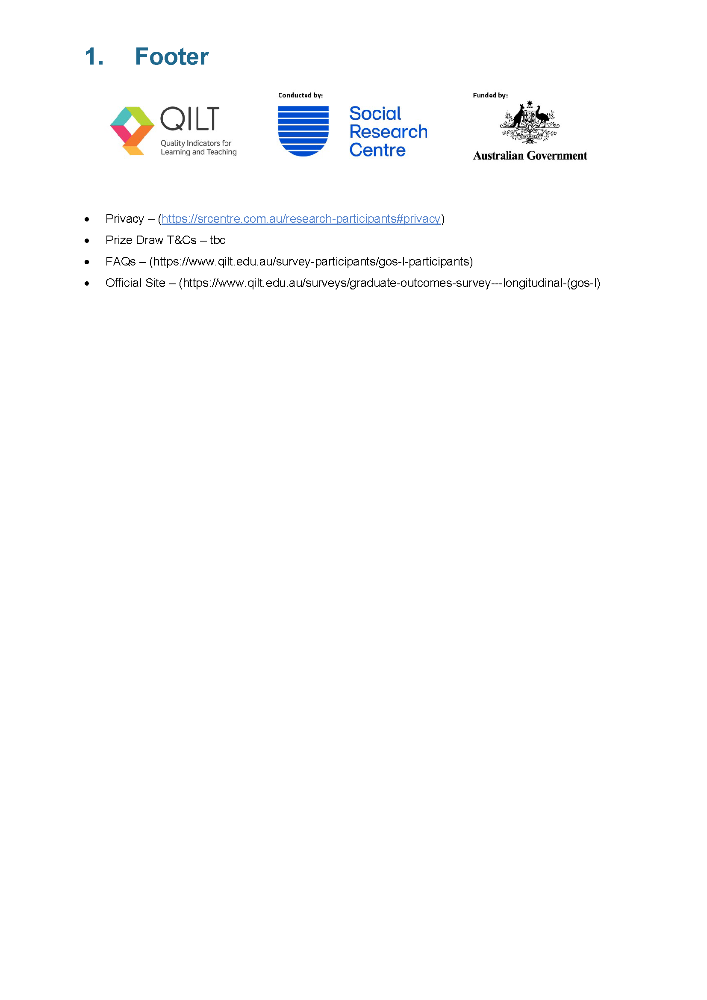 1. Footer
Conducted by:
Funded by:
QILT
Quality Indicators for
Learning and Teaching
Social
Research
Centre
AUSTRALIA
Australian Government
• Privacy – (https://srcentre.com.au/research-participants#privacy)
• Prize Draw T&Cs – tbc
• FAQs – (https://www.qilt.edu.au/survey-participants/gos-l-participants)
• Official Site – (https://www.qilt.edu.au/surveys/graduate-outcomes-survey---longitudinal-(gos-l)